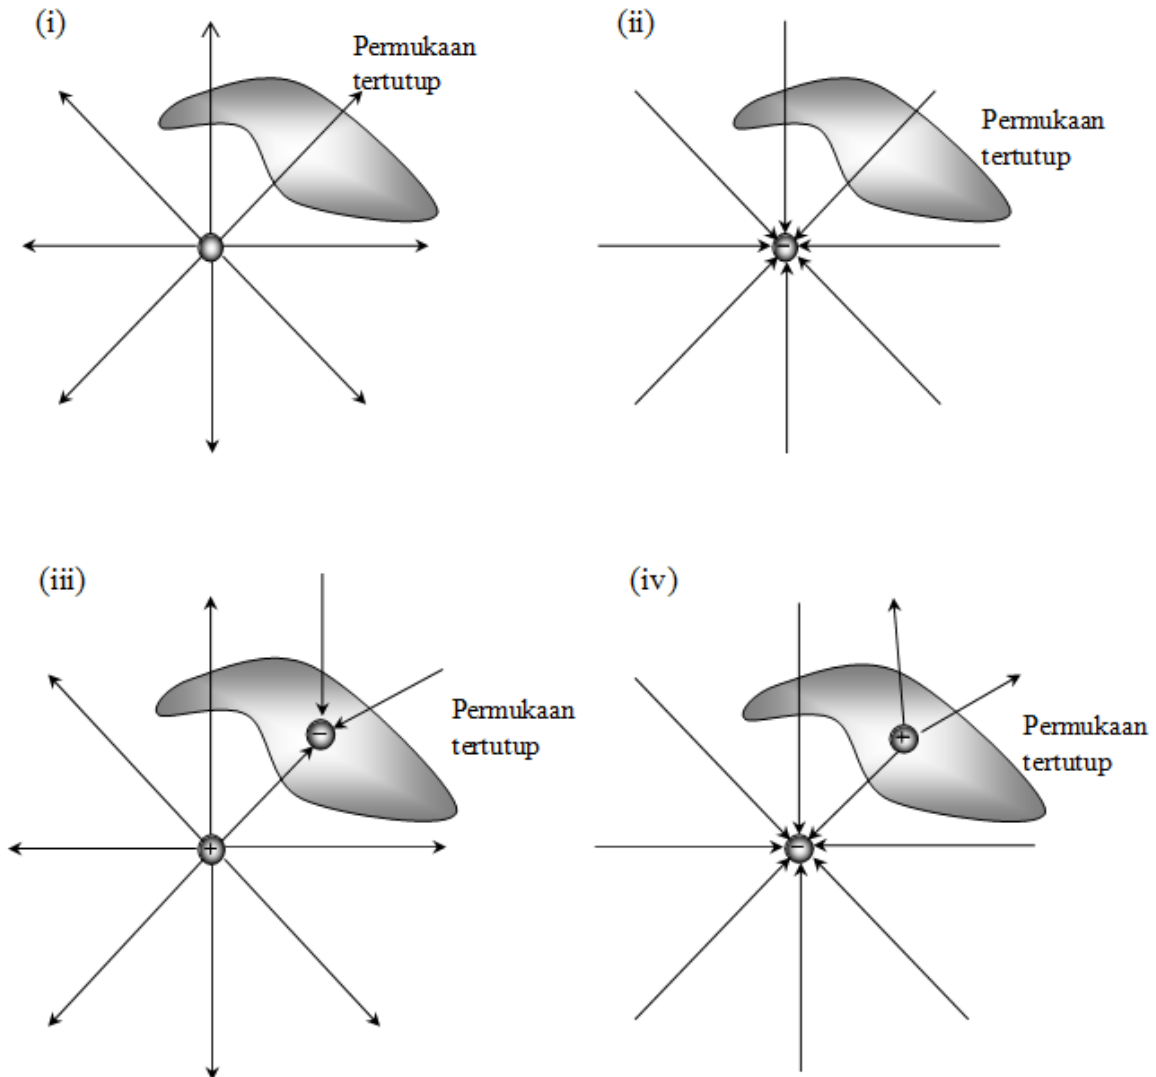 (i)
Permukaan
tertutup
(ii)
Permukaan
tertutup
−
(iii)
−
Permukaan
tertutup
+
(iv)
+
Permukaan
tertutup
−